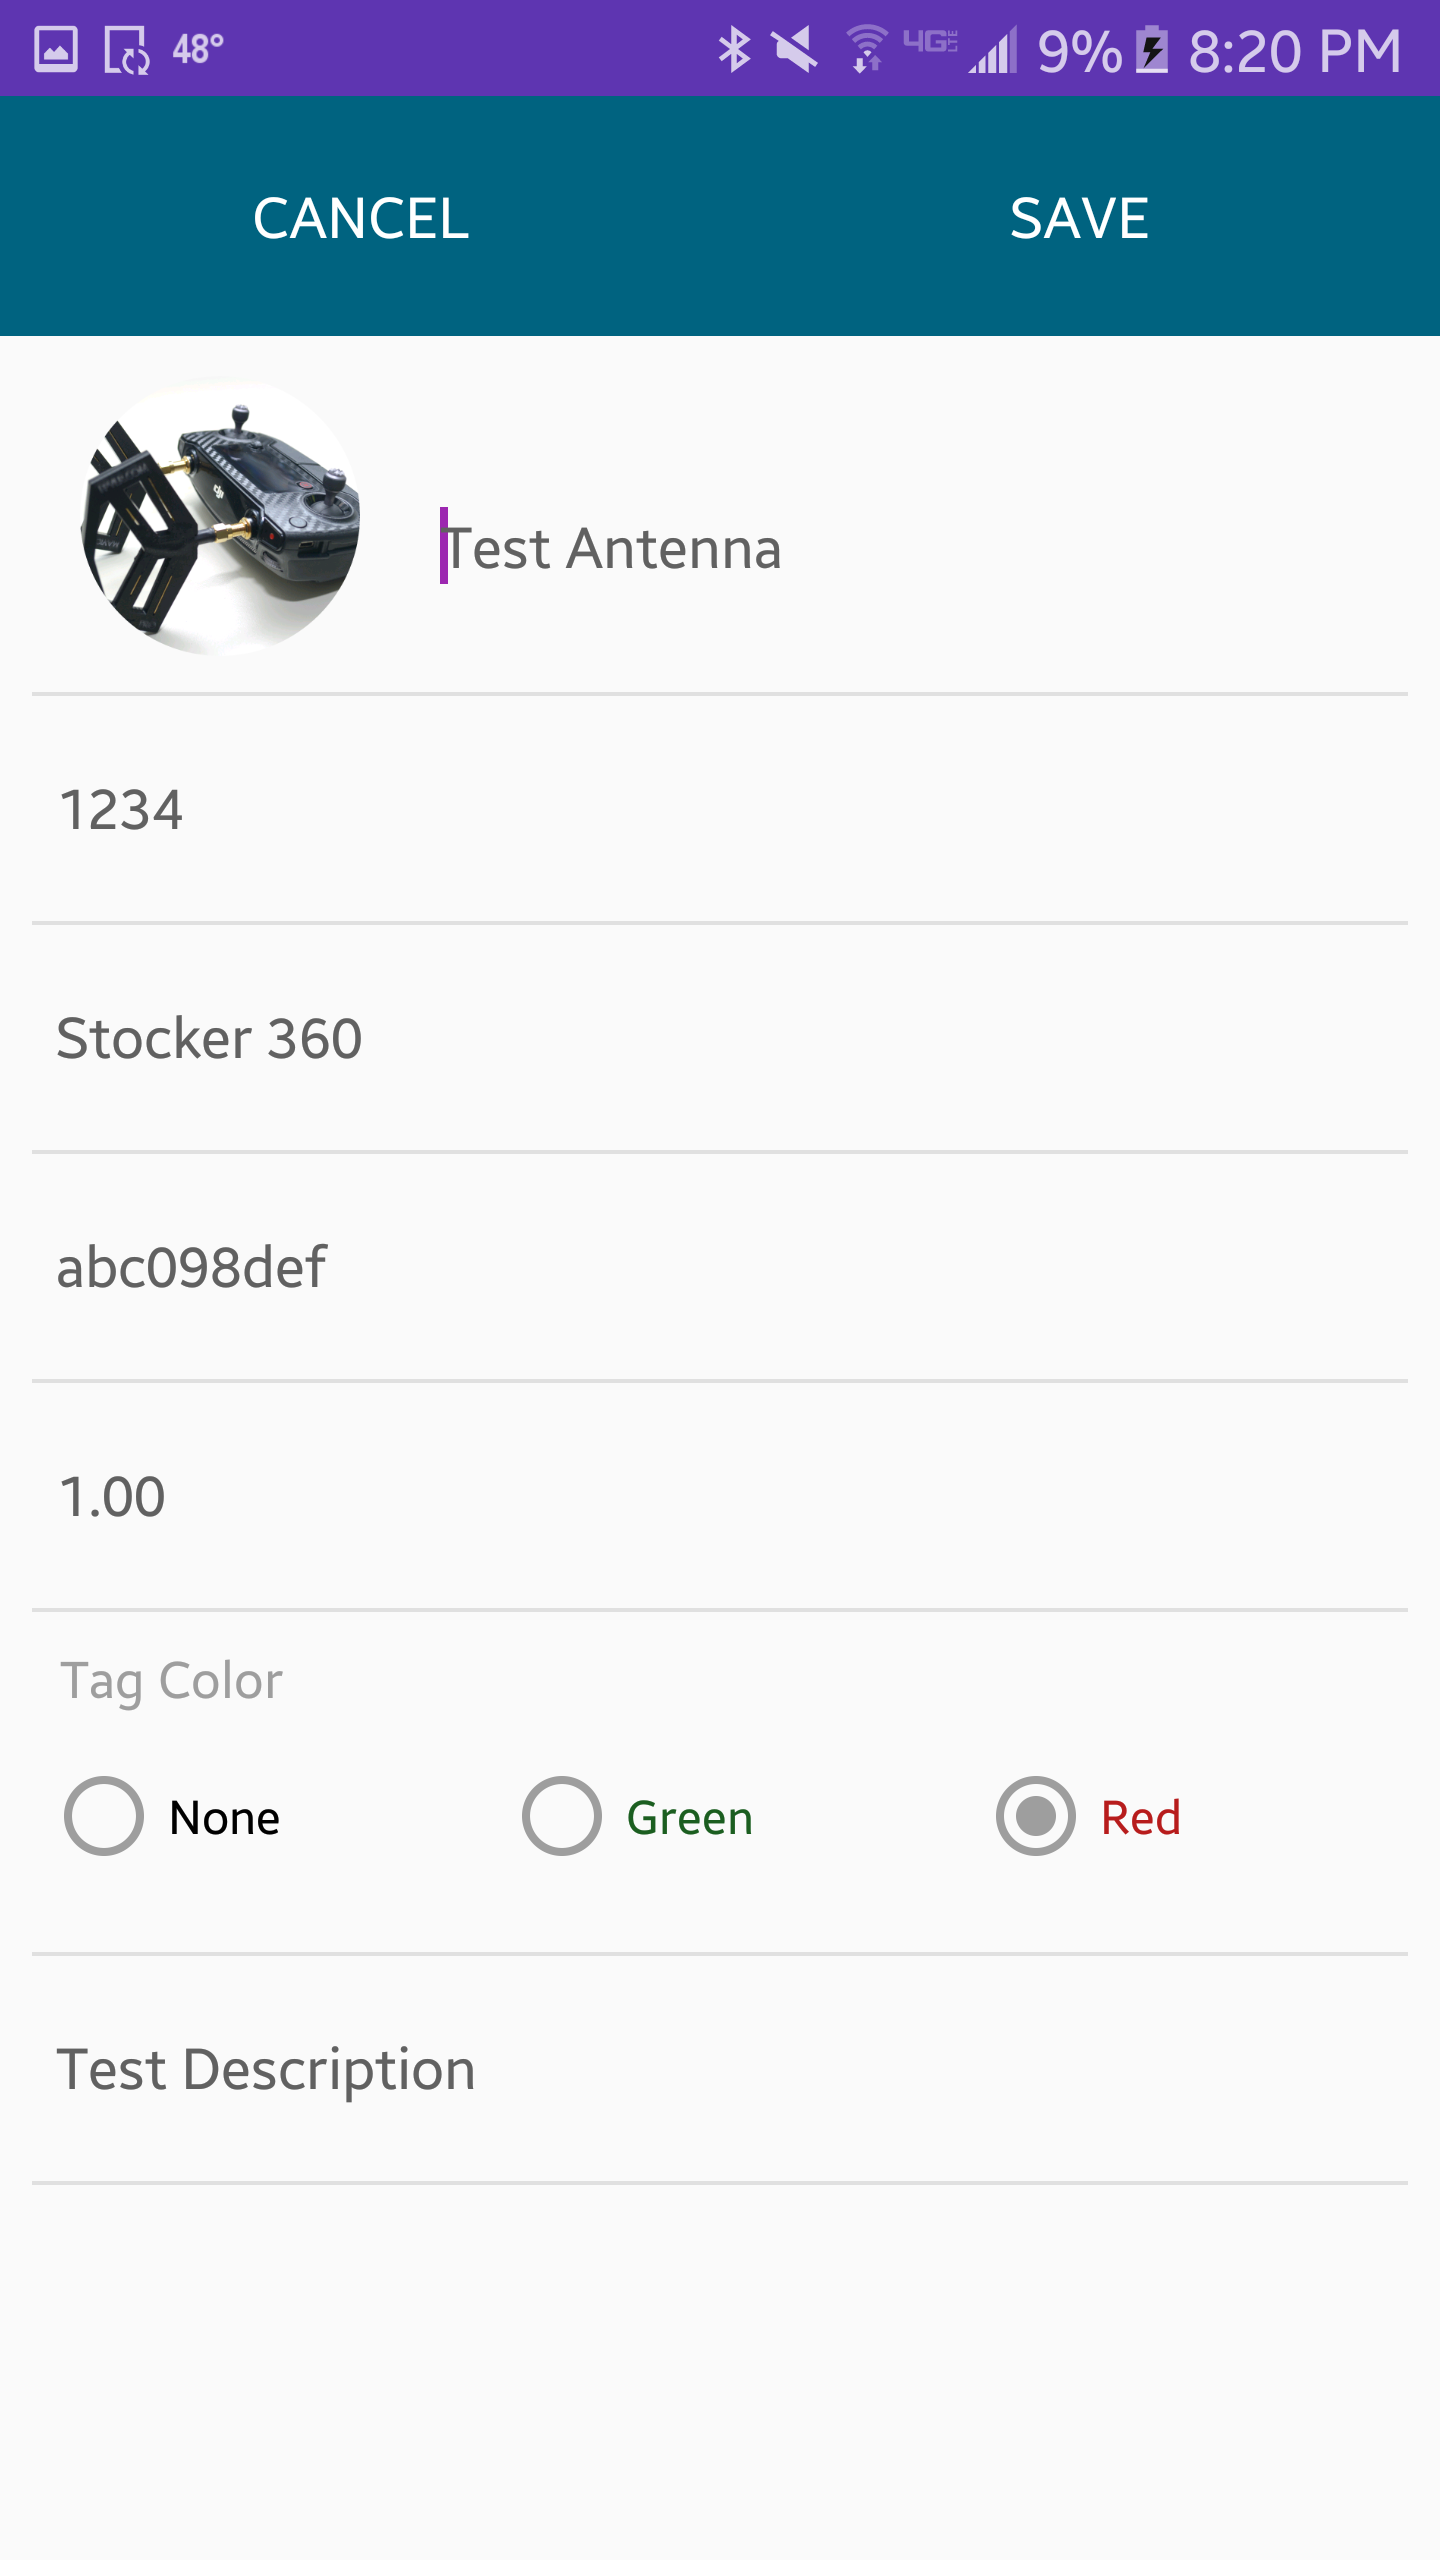 48° 4G LTE 9% 8:20 PM
CANCEL SAVE
Test Antenna
1234
Stocker 360
abc098def
1.00
Tag Color
None Green Red
Test Description